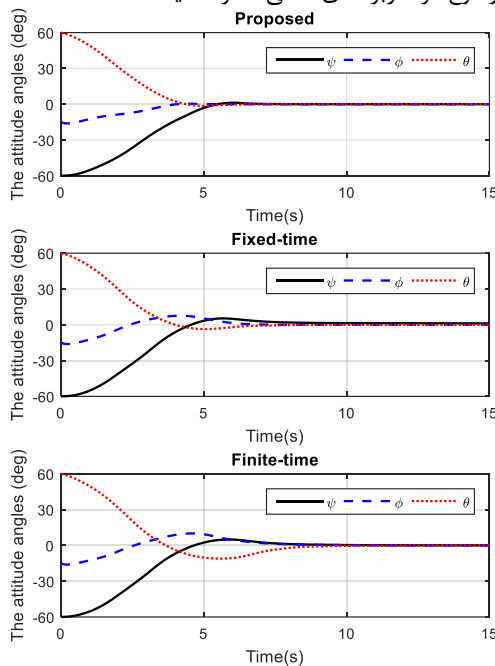 Proposed
The attitude angles (deg)
60
30
0
-30
-60
ψ ϕ θ
0 5 10 15
Time(s)
Fixed-time
The attitude angles (deg)
60
30
0
-30
-60
ψ ϕ θ
0 5 10 15
Time(s)
Finite-time
The attitude angles (deg)
60
30
0
-30
-60
ψ ϕ θ
0 5 10 15
Time(s)